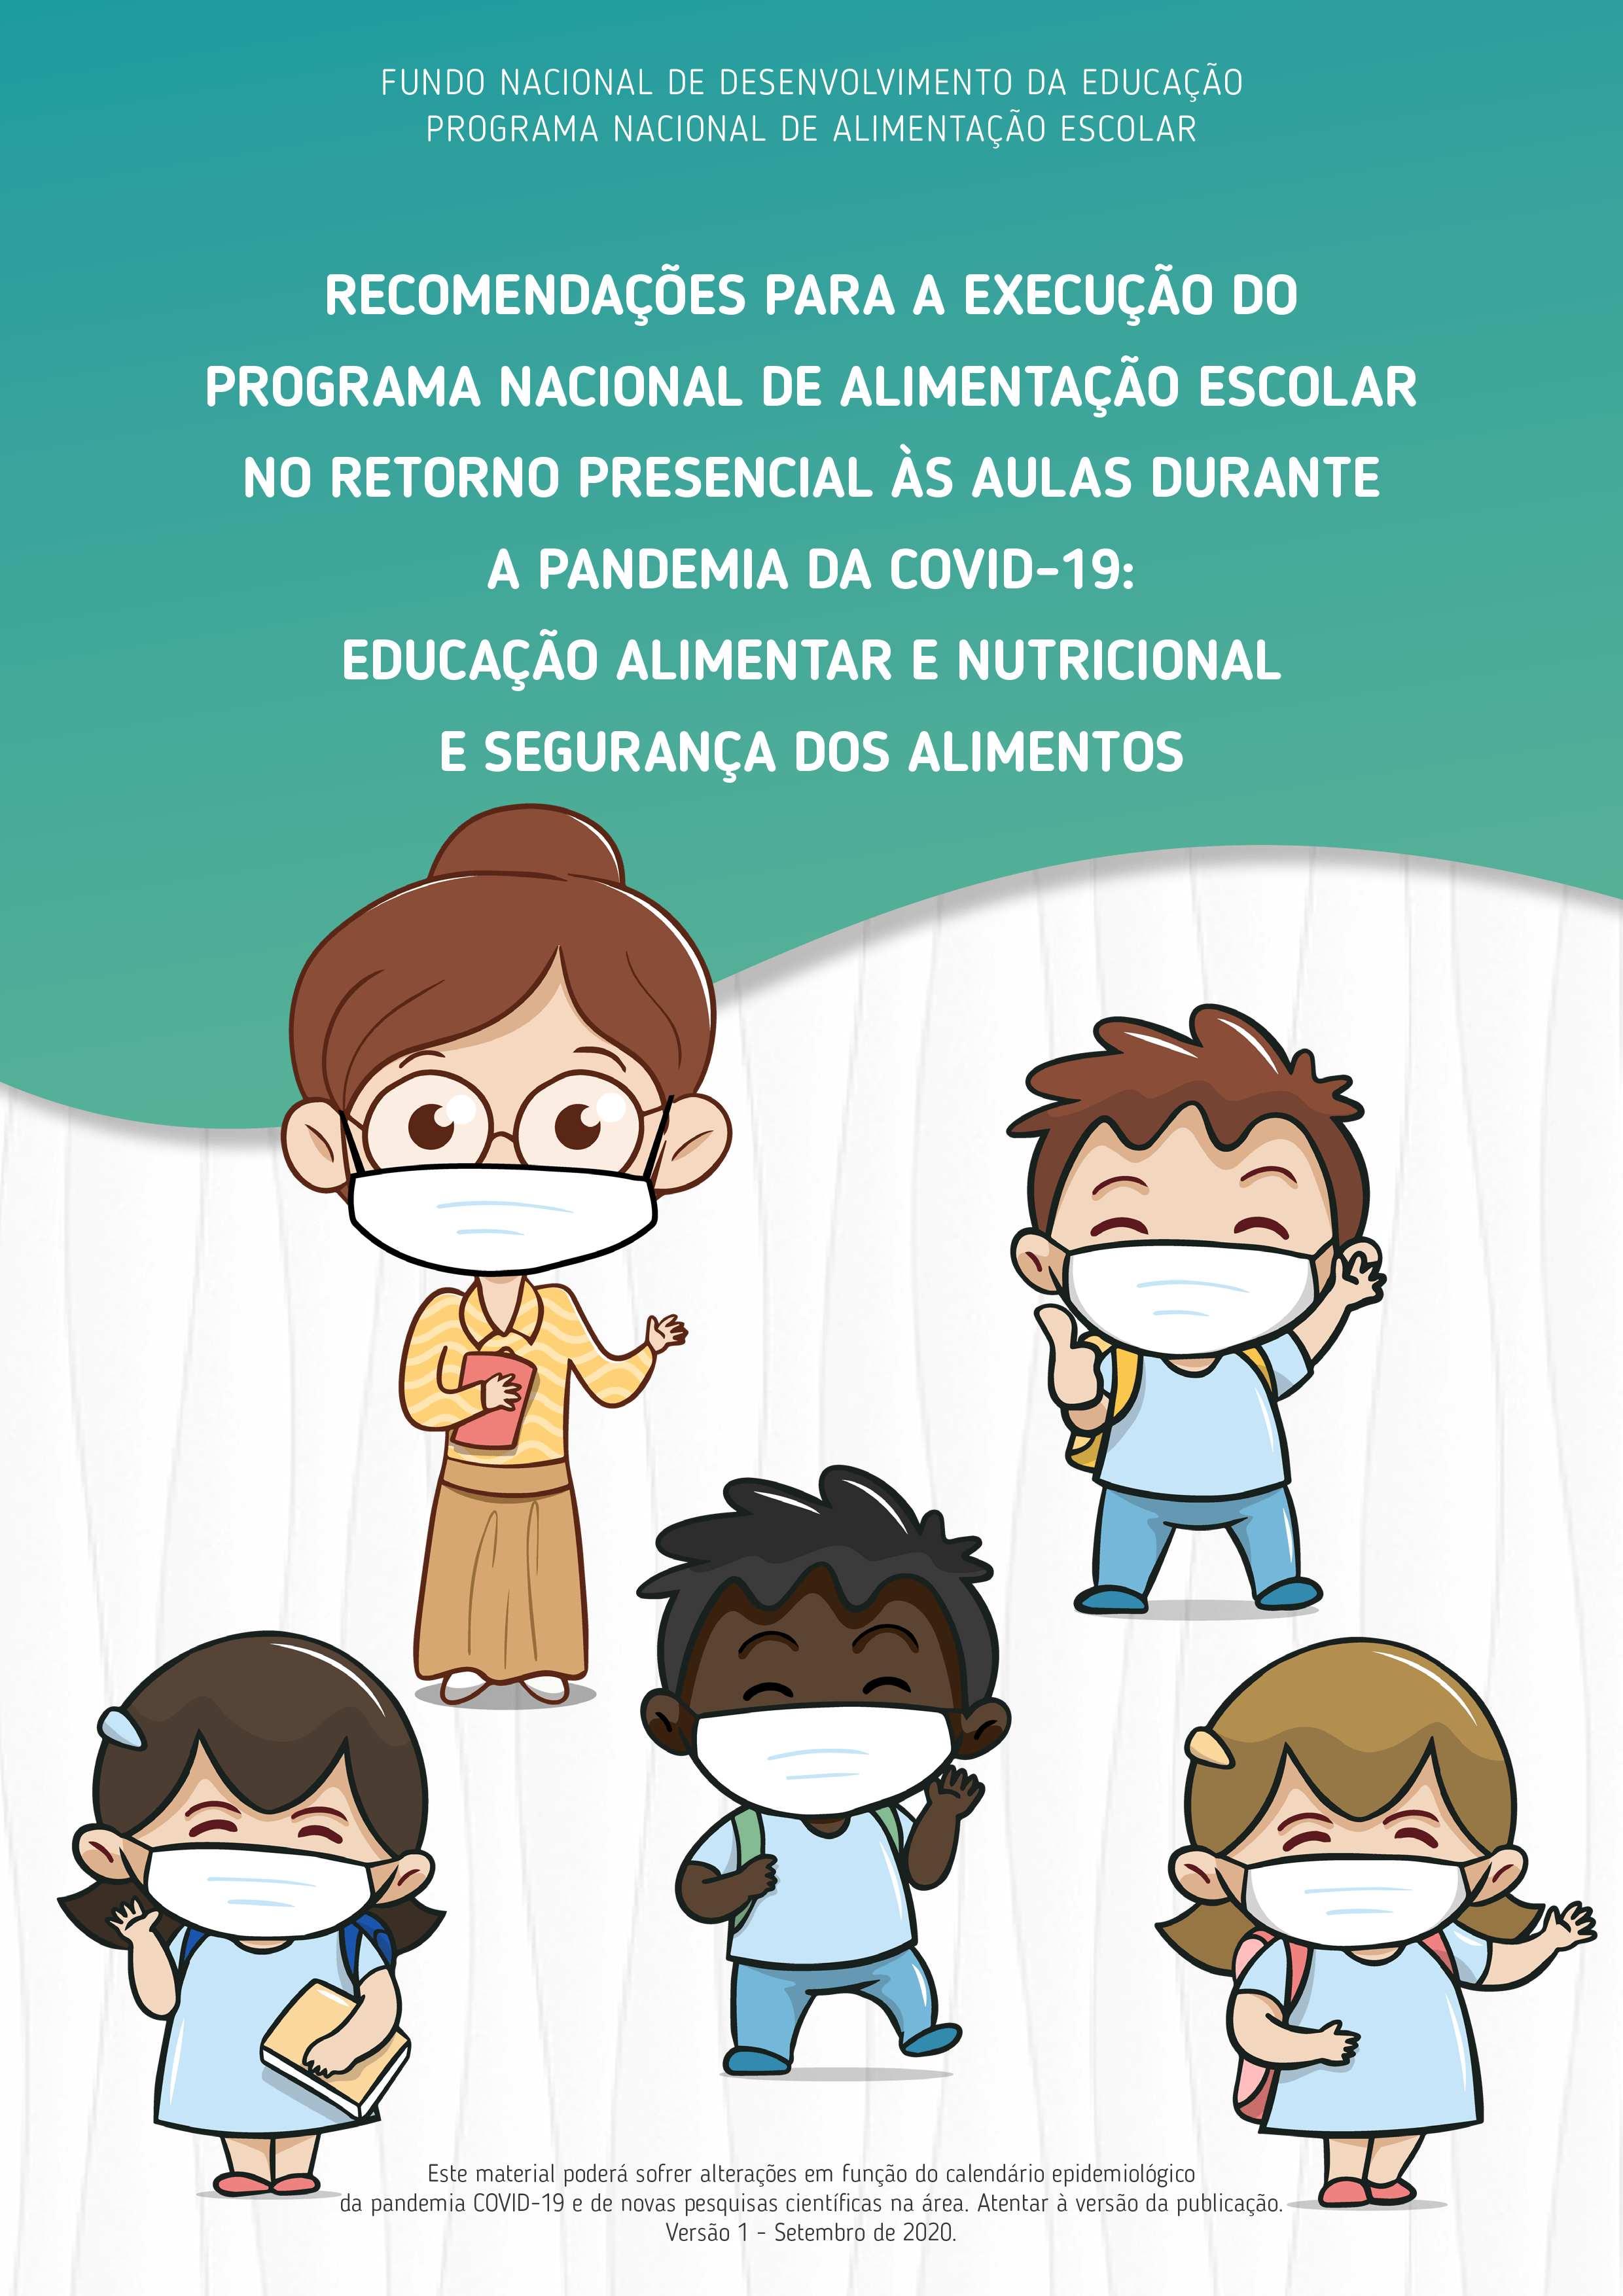 FUNDO NACIONAL DE DESENVOLVIMENTO DA EDUCAÇÃO
PROGRAMA NACIONAL DE ALIMENTAÇÃO ESCOLAR
RECOMENDAÇÕES PARA A EXECUÇÃO DO
PROGRAMA NACIONAL DE ALIMENTAÇÃO ESCOLAR
NO RETORNO PRESENCIAL ÀS AULAS DURANTE
A PANDEMIA DA COVID-19:
EDUCAÇÃO ALIMENTAR E NUTRICIONAL
E SEGURANÇA DOS ALIMENTOS
Este material poderá sofrer alterações em função do calendário epidemiológico
da pandemia COVID-19 e de novas pesquisas científicas na área. Atentar à versão da publicação.
Versão 1 - Setembro de 2020.